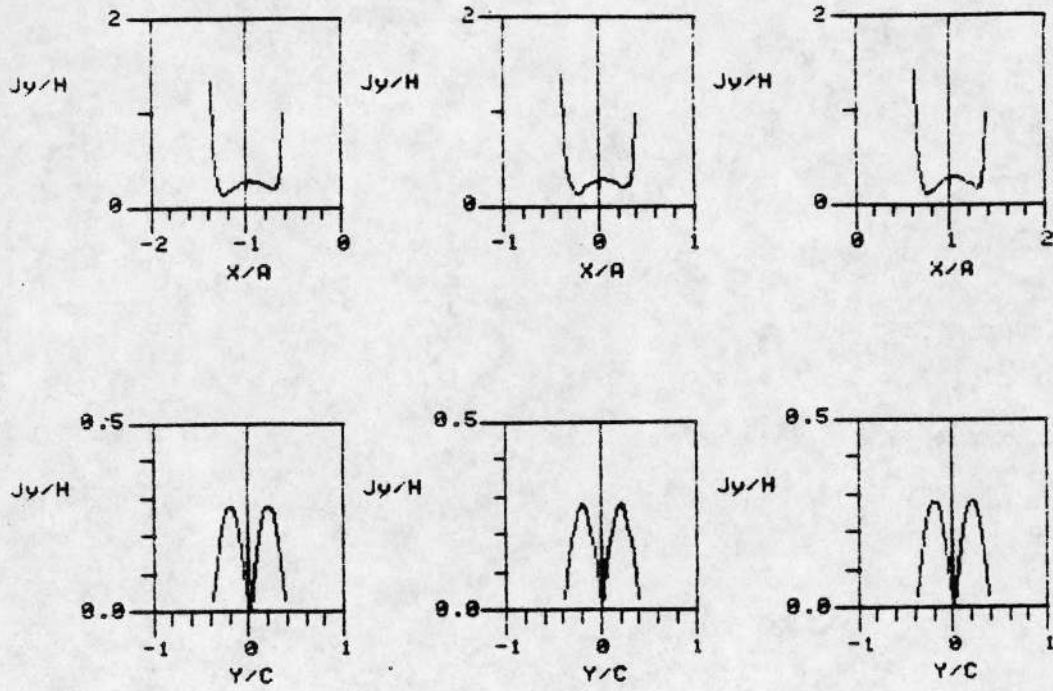 2 2 2
Jy/H Jy/H Jy/H
0 0 0
-2 -1 0 -1 0 1 0 1 2
X/A X/A X/A
0.5 0.5 0.5
Jy/H Jy/H Jy/H
0.0 0.0 0.0
-1 0 1 -1 0 1 -1 0 1
Y/C Y/C Y/C